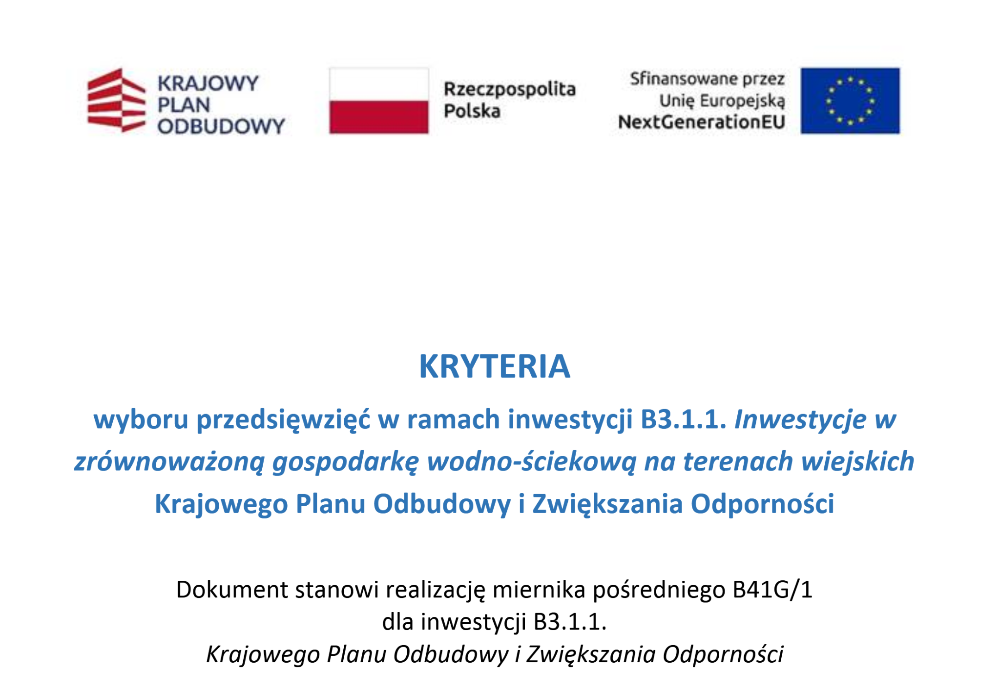 KRAJOWY
PLAN
ODBUDOWY
Rzeczpospolita
Polska
Sfinansowane przez
Unię Europejską
NextGenerationEU
KRYTERIA
wyboru przedsięwzięć w ramach inwestycji B3.1.1. Inwestycje w
zrównoważoną gospodarkę wodno-ściekową na terenach wiejskich
Krajowego Planu Odbudowy i Zwiększania Odporności
Dokument stanowi realizację miernika pośredniego B41G/1
dla inwestycji B3.1.1.
Krajowego Planu Odbudowy i Zwiększania Odporności